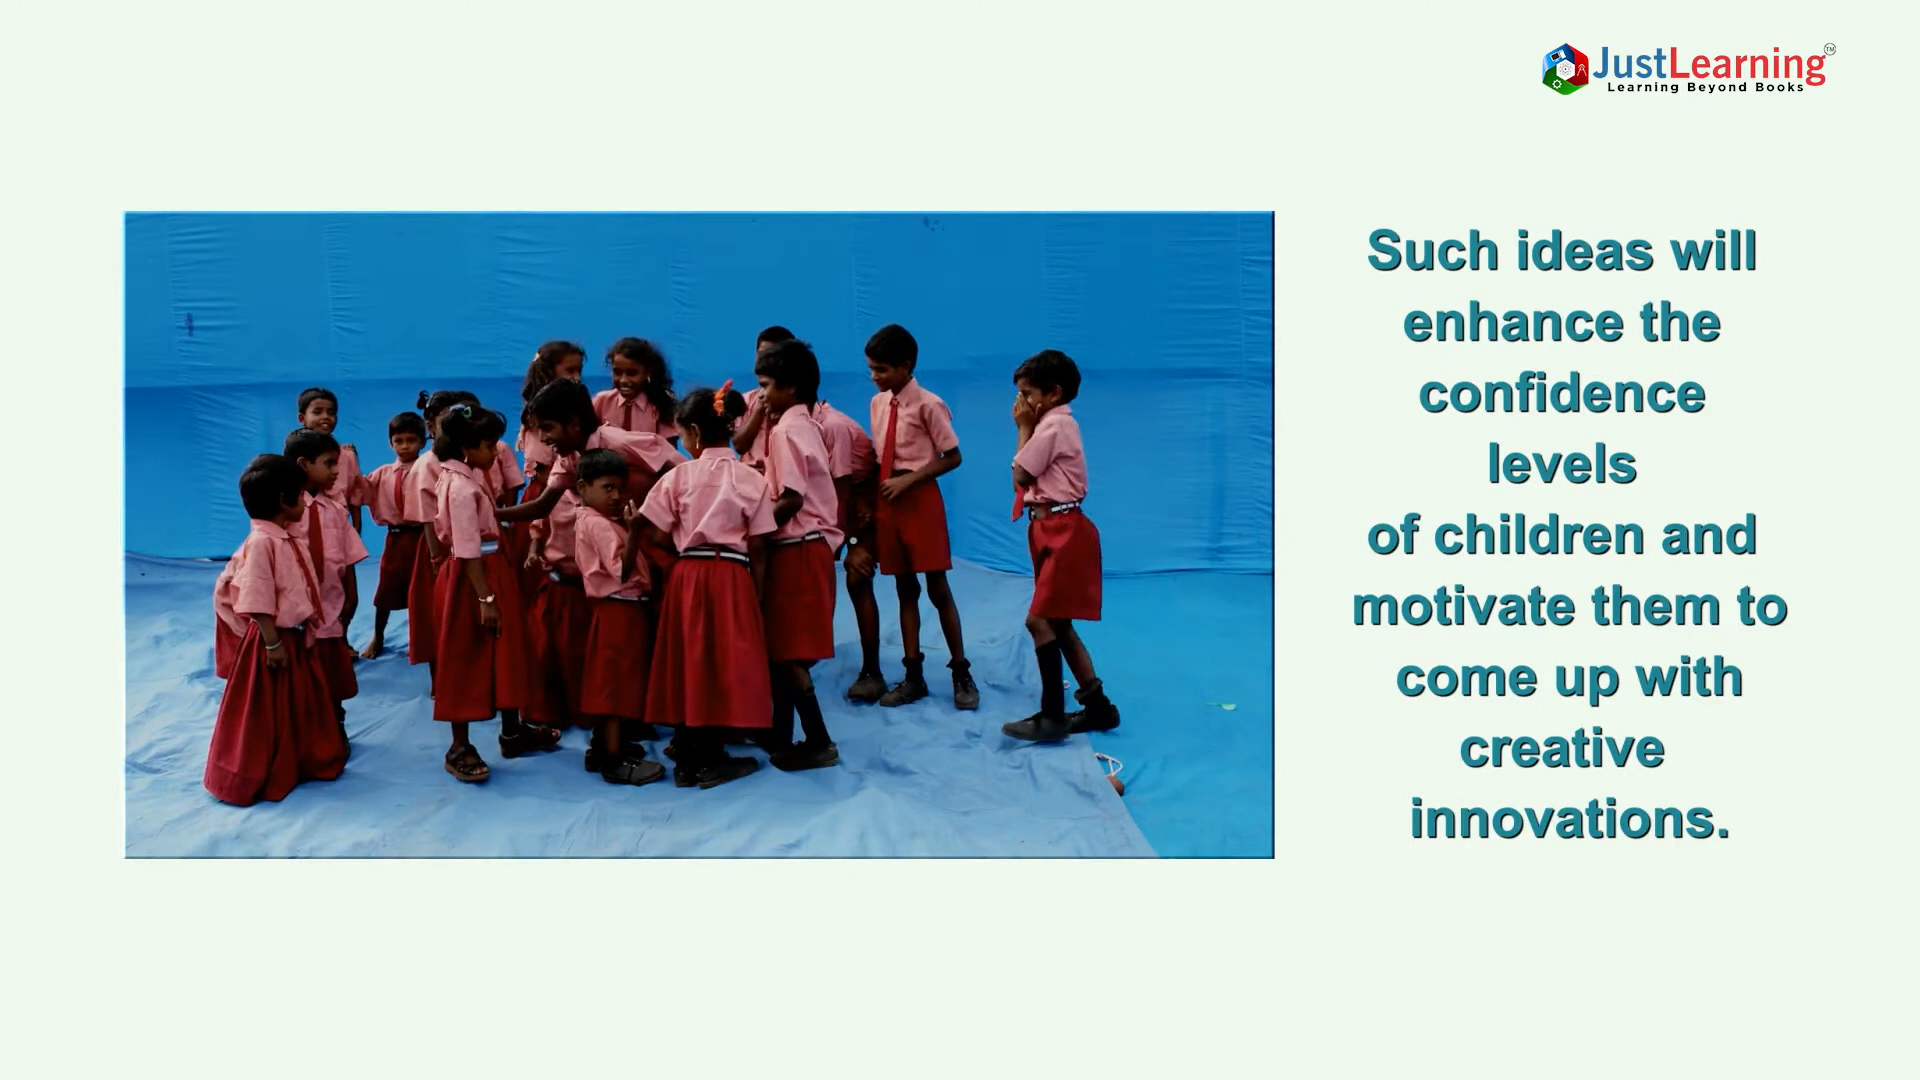 JustLearning™
Learning Beyond Books
Such ideas will
enhance the
confidence
levels
of children and
motivate them to
come up with
creative
innovations.